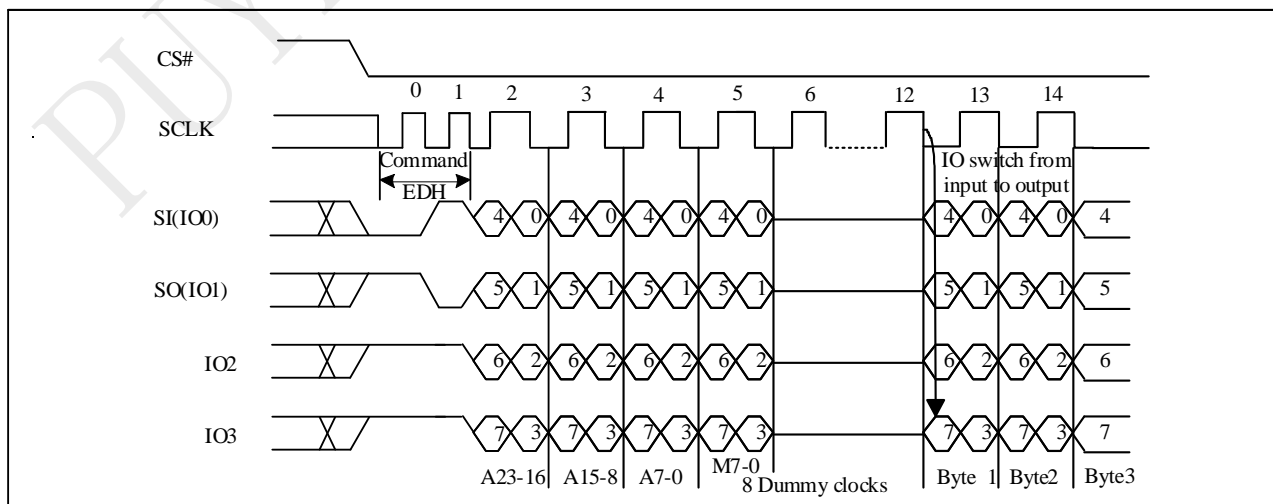 PUYA
CS#
0 1 2 3 4 5 6 12 13 14
SCLK
Command
EDH
IO switch from
input to output
SI(IO0) 4 0 4 0 4 0 4 0 4 0 4 0 4
SO(IO1) 5 1 5 1 5 1 5 1 5 1 5 1 5
IO2 6 2 6 2 6 2 6 2 6 2 6 2 6
IO3 7 3 7 3 7 3 7 3 7 3 7 3 7
A23-16 A15-8 A7-0 M7-0 8 Dummy clocks Byte 1 Byte2 Byte3